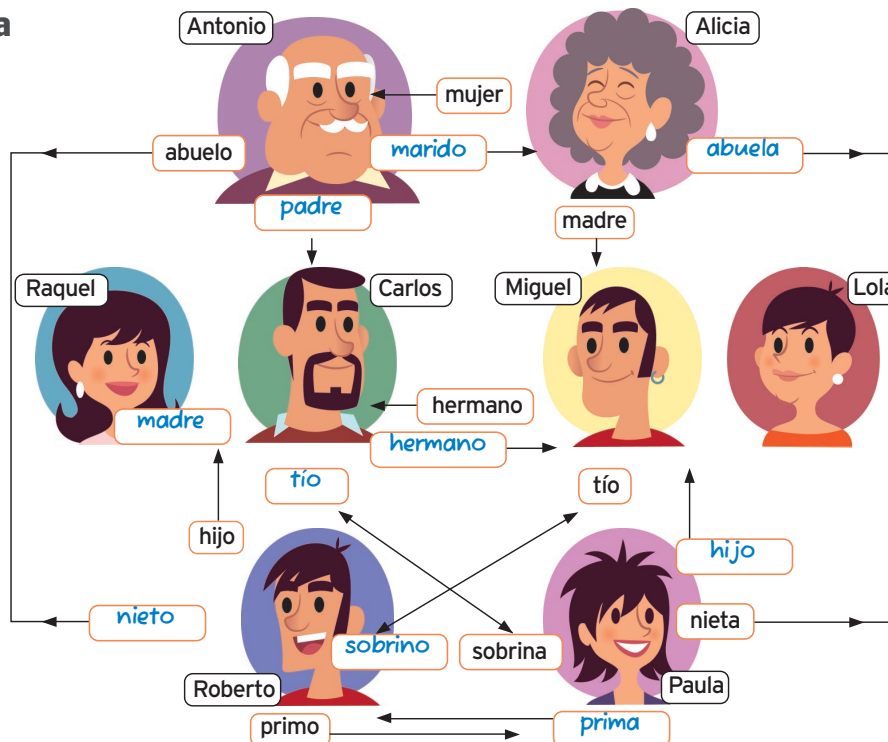 a
Antonio
Alicia
mujer
abuelo
marido
abuela
padre
madre
Raquel
Carlos
Miguel
Lola
hermano
madre
hermano
tío
tío
hijo
hijo
nieto
nieta
sobrino
sobrina
Roberto
Paula
primo
prima